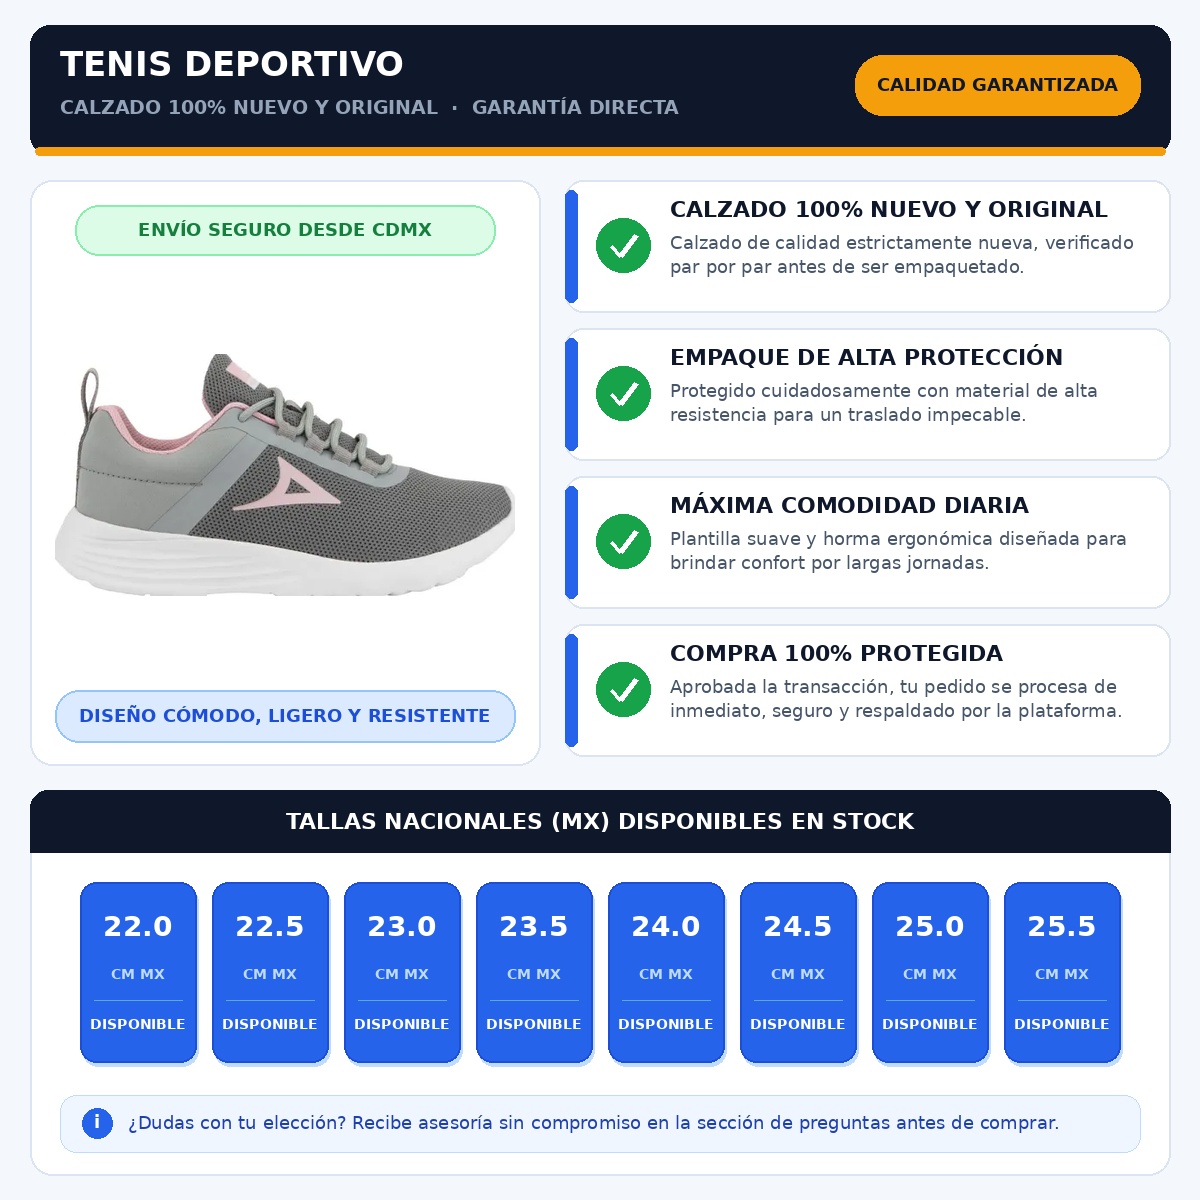 TENIS DEPORTIVO
CALZADO 100% NUEVO Y ORIGINAL · GARANTÍA DIRECTA
CALIDAD GARANTIZADA
ENVÍO SEGURO DESDE CDMX
DISEÑO CÓMODO, LIGERO Y RESISTENTE
CALZADO 100% NUEVO Y ORIGINAL
Calzado de calidad estrictamente nueva, verificado
par por par antes de ser empaquetado.
EMPAQUE DE ALTA PROTECCIÓN
Protegido cuidadosamente con material de alta
resistencia para un traslado impecable.
MÁXIMA COMODIDAD DIARIA
Plantilla suave y horma ergonómica diseñada para
brindar confort por largas jornadas.
COMPRA 100% PROTEGIDA
Aprobada la transacción, tu pedido se procesa de
inmediato, seguro y respaldado por la plataforma.
TALLAS NACIONALES (MX) DISPONIBLES EN STOCK
22.0 22.5 23.0 23.5 24.0 24.5 25.0 25.5
CM MX CM MX CM MX CM MX CM MX CM MX CM MX CM MX
DISPONIBLE DISPONIBLE DISPONIBLE DISPONIBLE DISPONIBLE DISPONIBLE DISPONIBLE DISPONIBLE
i ¿Dudas con tu elección? Recibe asesoría sin compromiso en la sección de preguntas antes de comprar.